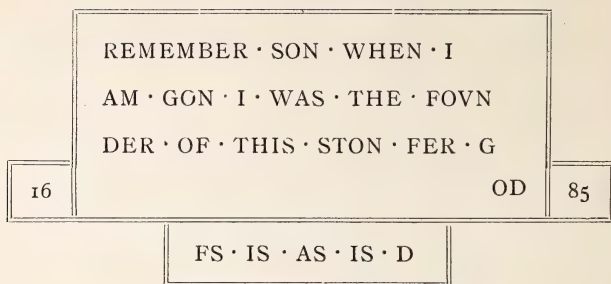 REMEMBER · SON · WHEN · I
AM · GON · I · WAS · THE · FOVN
DER · OF · THIS · STON · FER · G
OD
16
85
FS · IS · AS · IS · D